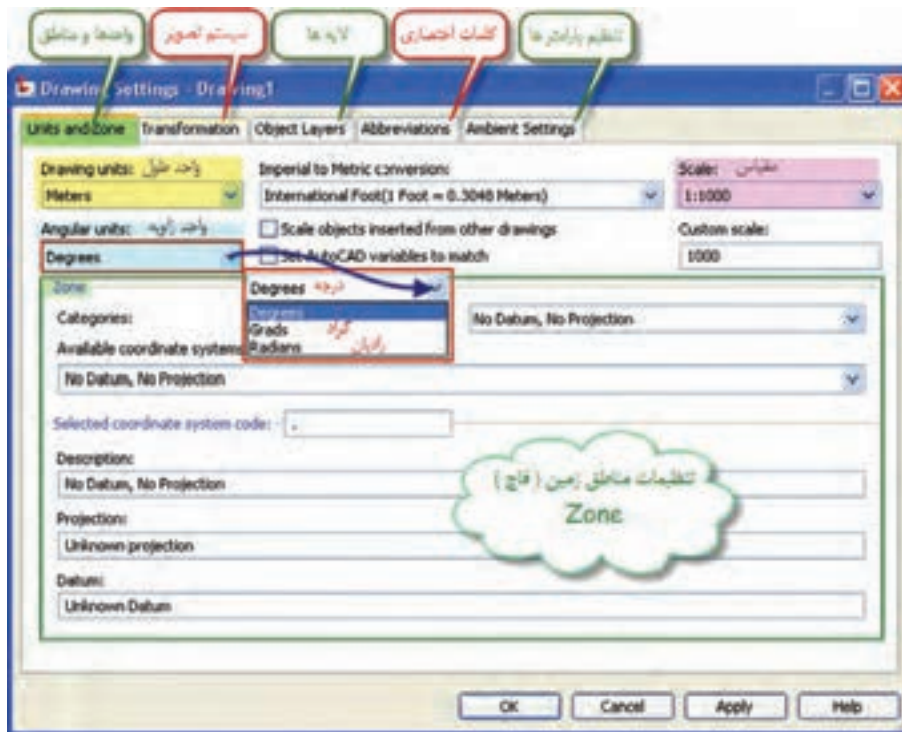 واحدها و مناطق
سیستم تصویر
لایه ها
کلمات اختصاری
تنظیم پارامتر ها
Drawing Settings - Drawing1
Units and Zone Transformation Object Layers Abbreviations Ambient Settings
Drawing units: واحد طول
Imperial to Metric conversion:
Scale: مقیاس
Meters
International Foot(1 Foot = 0.3048 Meters)
1:1000
Angular units: واحد زاویه
Scale objects inserted from other drawings
Custom scale:
Degrees
Set AutoCAD variables to match
1000
Zone
Degrees درجه
Degrees
Grads گراد
Radians رادیان
Categories:
No Datum, No Projection
Available coordinate systems
No Datum, No Projection
Selected coordinate system code: .
Description:
No Datum, No Projection
تنظیمات مناطق زمین ( قاچ )
Zone
Projection:
Unknown projection
Datum:
Unknown Datum
OK Cancel Apply Help